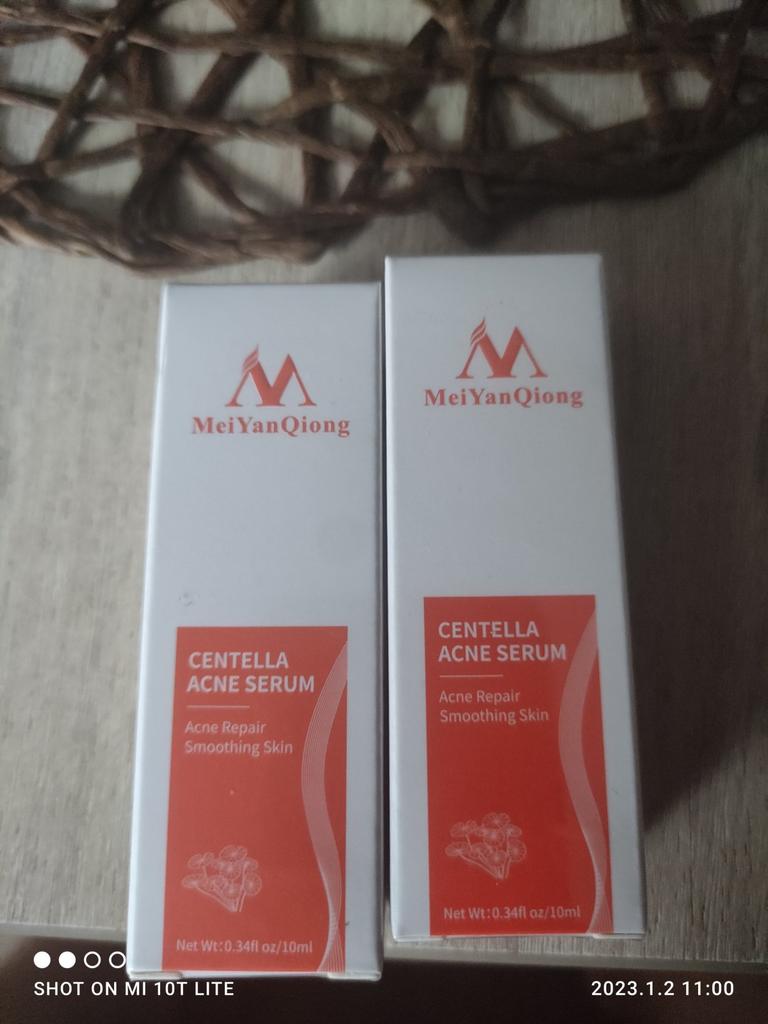 MeiYanQiong
CENTELLA
ACNE SERUM
Acne Repair
Smoothing Skin
Net Wt:0.34fl oz/10ml
MeiYanQiong
CENTELLA
ACNE SERUM
Acne Repair
Smoothing Skin
Net Wt:0.34fl oz/10ml
SHOT ON MI 10T LITE
2023.1.2 11:00